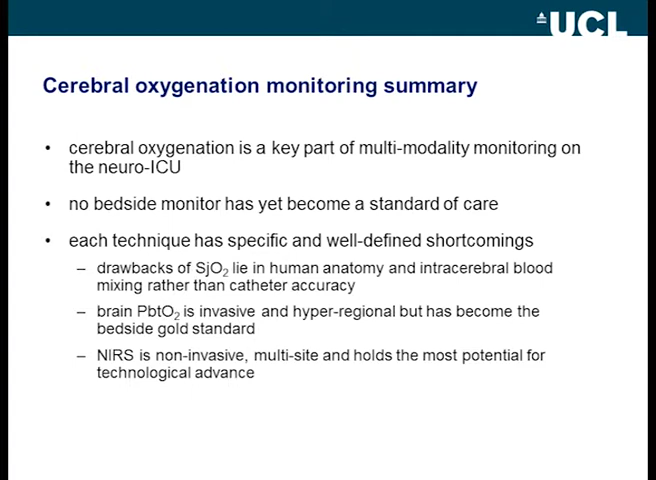 UCL
Cerebral oxygenation monitoring summary
• cerebral oxygenation is a key part of multi-modality monitoring on
the neuro-ICU
• no bedside monitor has yet become a standard of care
• each technique has specific and well-defined shortcomings
– drawbacks of SjO₂ lie in human anatomy and intracerebral blood
mixing rather than catheter accuracy
– brain PbtO₂ is invasive and hyper-regional but has become the
bedside gold standard
– NIRS is non-invasive, multi-site and holds the most potential for
technological advance